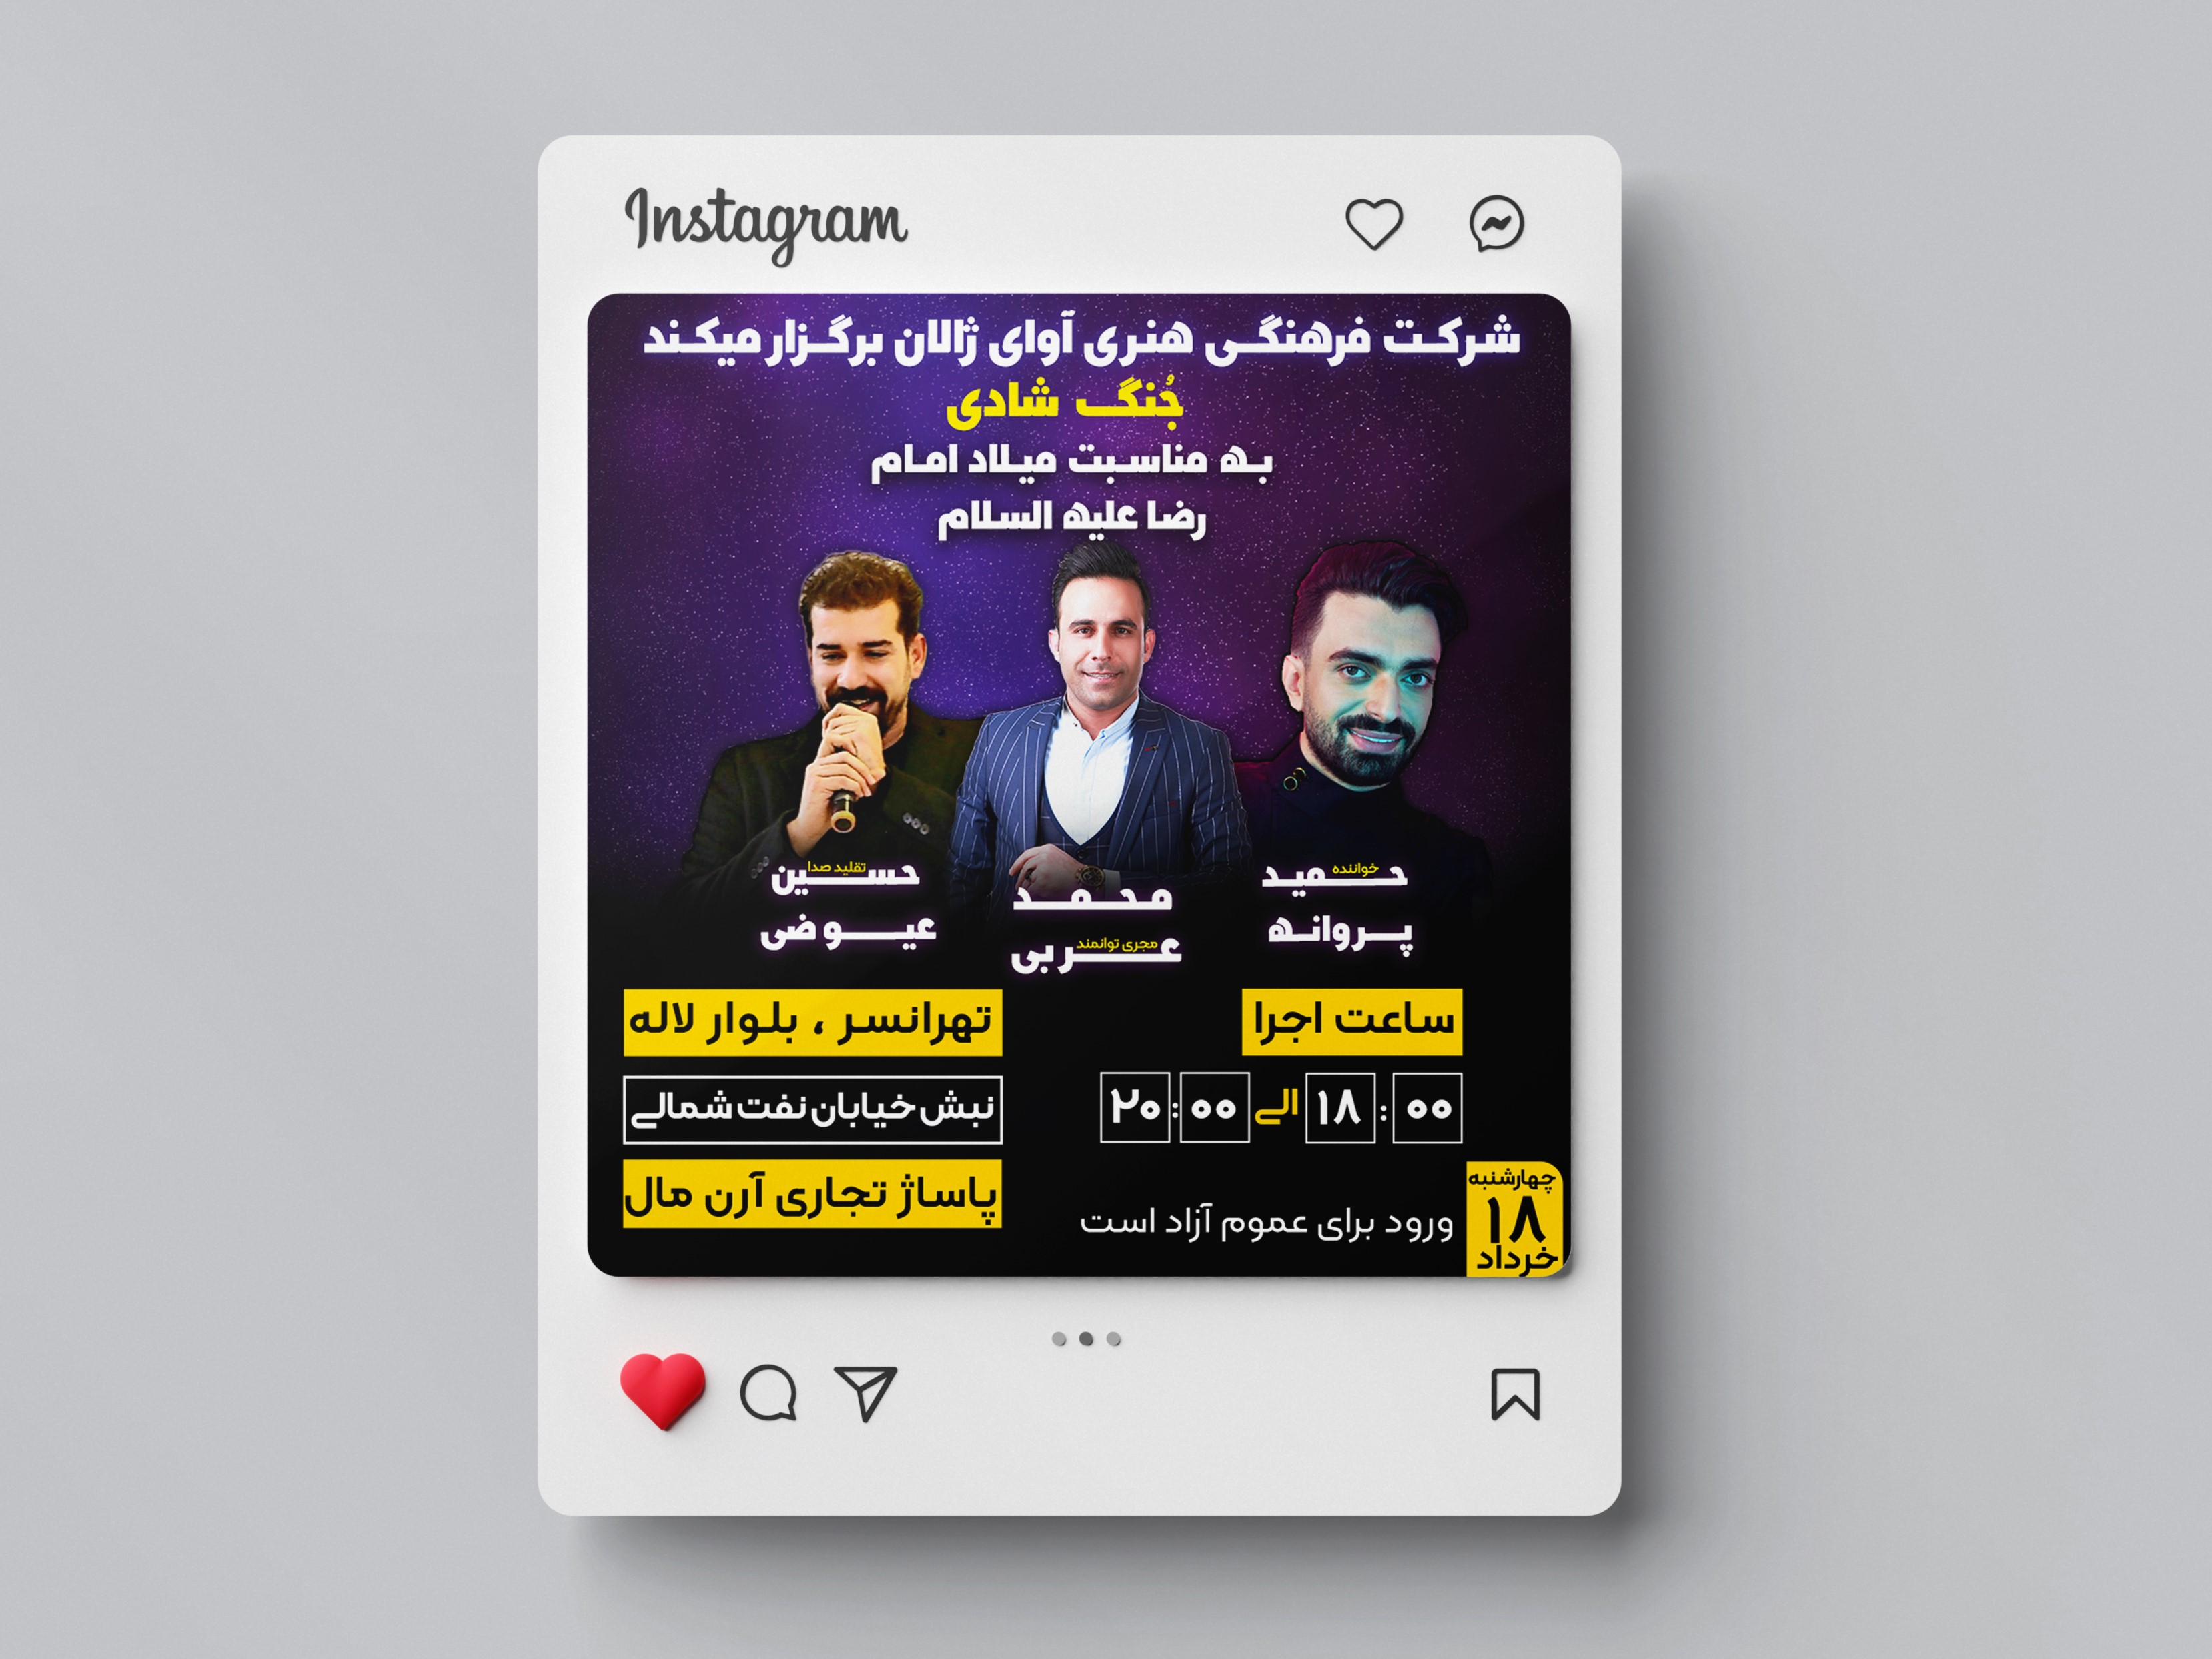 Instagram
شرکت فرهنگی هنری آوای ژالان برگزار میکند
جُنگ شادی
به مناسبت میلاد امام
رضا علیه السلام
خواننده
حمید
پروانه
محمد
مجری توانمند
عربی
تقلید صدا
حسین
عیوضی
ساعت اجرا
۱۸ : ۰۰ الی ۲۰ : ۰۰
تهرانسر ، بلوار لاله
نبش خیابان نفت شمالی
پاساژ تجاری آرن مال
چهارشنبه
۱۸
خرداد
ورود برای عموم آزاد است